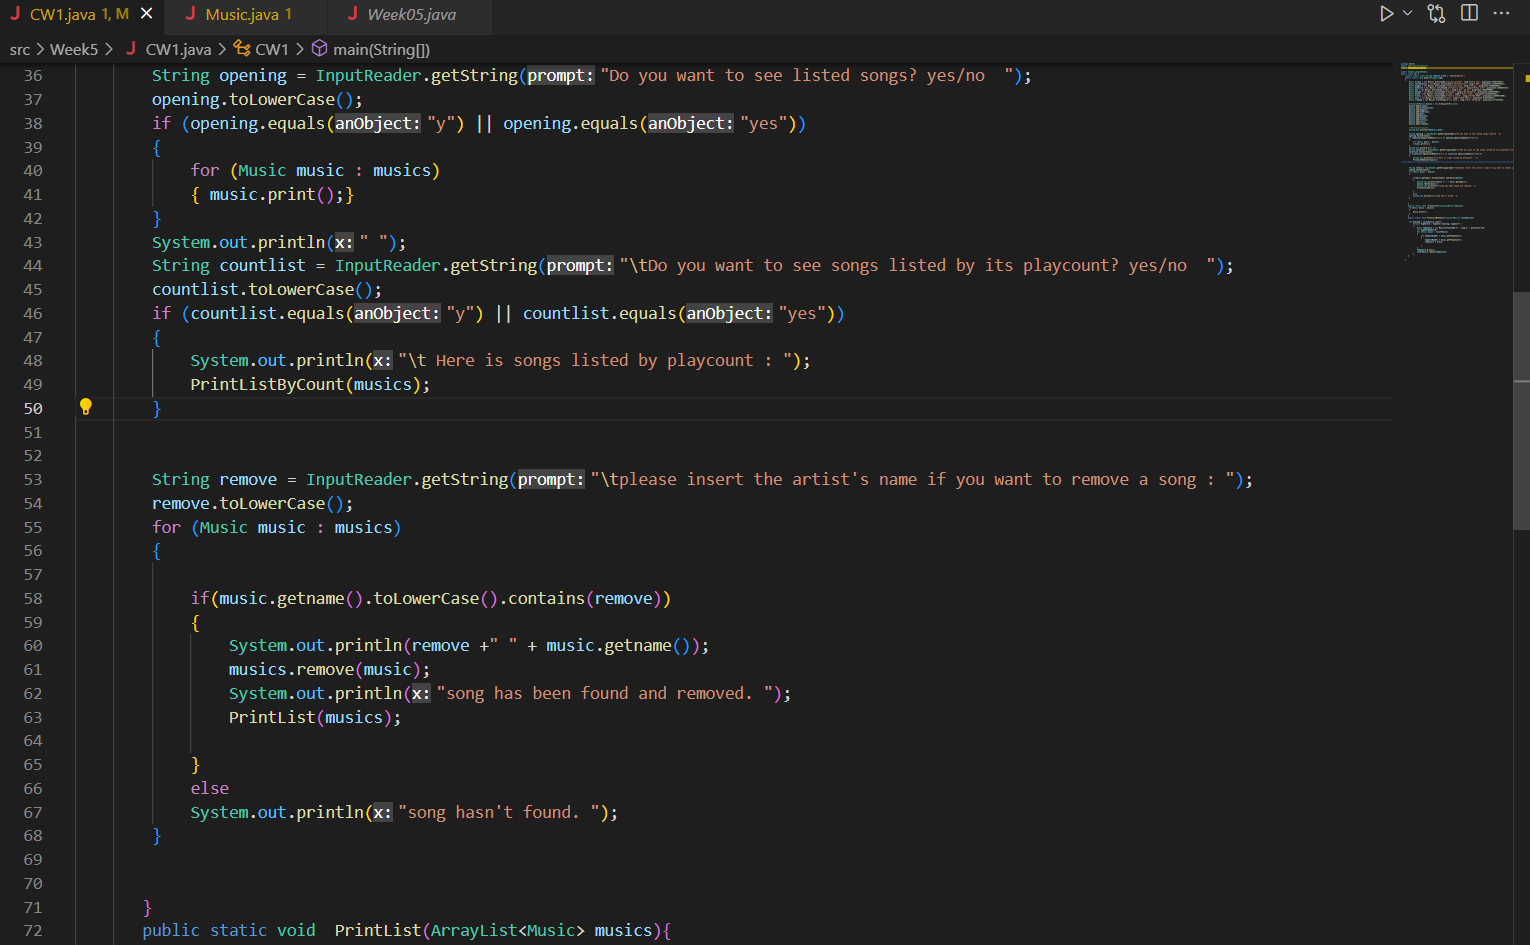 CW1.java 1, M Music.java 1 Week05.java
src > Week5 > CW1.java > CW1 > main(String[])
36 String opening = InputReader.getString(prompt: "Do you want to see listed songs? yes/no  ");
37 opening.toLowerCase();
38 if (opening.equals(anObject: "y") || opening.equals(anObject: "yes"))
39 {
40 for (Music music : musics)
41 { music.print();}
42 }
43 System.out.println(x: " ");
44 String countlist = InputReader.getString(prompt: "\tDo you want to see songs listed by its playcount? yes/no  ");
45 countlist.toLowerCase();
46 if (countlist.equals(anObject: "y") || countlist.equals(anObject: "yes"))
47 {
48 System.out.println(x: "\t Here is songs listed by playcount : ");
49 PrintListByCount(musics);
50 }
51
52
53 String remove = InputReader.getString(prompt: "\tplease insert the artist's name if you want to remove a song : ");
54 remove.toLowerCase();
55 for (Music music : musics)
56 {
57
58 if(music.getname().toLowerCase().contains(remove))
59 {
60 System.out.println(remove +" " + music.getname());
61 musics.remove(music);
62 System.out.println(x: "song has been found and removed. ");
63 PrintList(musics);
64
65 }
66 else
67 System.out.println(x: "song hasn't found. ");
68 }
69
70
71 }
72 public static void  PrintList(ArrayList<Music> musics){